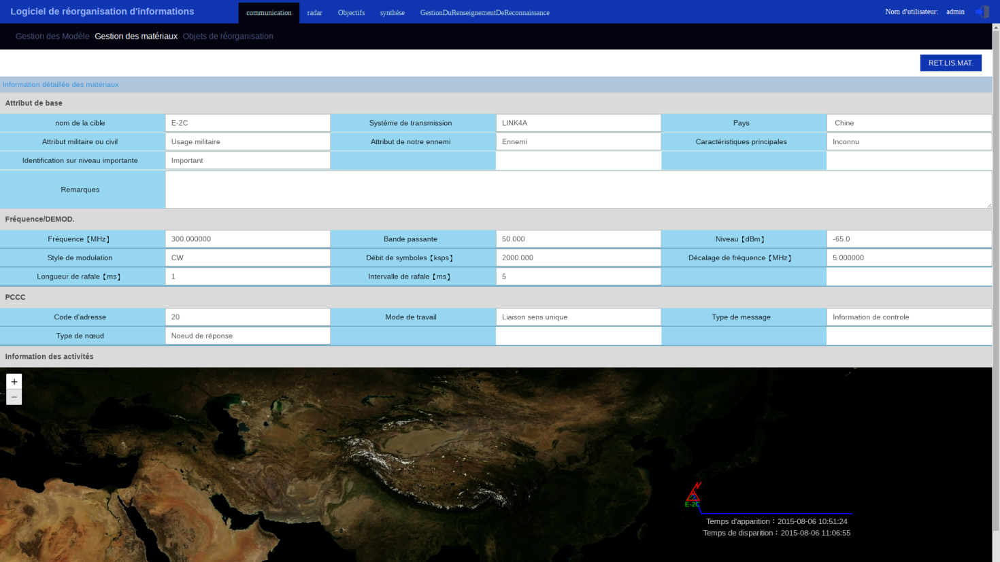 Logiciel de réorganisation d'informations
communication radar Objectifs synthèse GestionDuRenseignementDeReconnaissance
Nom d'utilisateur: admin
Gestion des Modèle Gestion des matériaux Objets de réorganisation
RET.LIS.MAT.
Information détaillée des matériaux
Attribut de base
nom de la cible E-2C Système de transmission LINK4A Pays Chine
Attribut militaire ou civil Usage militaire Attribut de notre ennemi Ennemi Caractéristiques principales Inconnu
Identification sur niveau importante Important
Remarques
Fréquence/DEMOD.
Fréquence【MHz】 300.000000 Bande passante 50.000 Niveau【dBm】 -65.0
Style de modulation CW Débit de symboles【ksps】 2000.000 Décalage de fréquence【MHz】 5.000000
Longueur de rafale【ms】 1 Intervalle de rafale【ms】 5
PCCC
Code d'adresse 20 Mode de travail Liaison sens unique Type de message Information de controle
Type de nœud Noeud de réponse
Information des activités
+
−
E-2C
Temps d'apparition：2015-08-06 10:51:24
Temps de disparition：2015-08-06 11:06:55